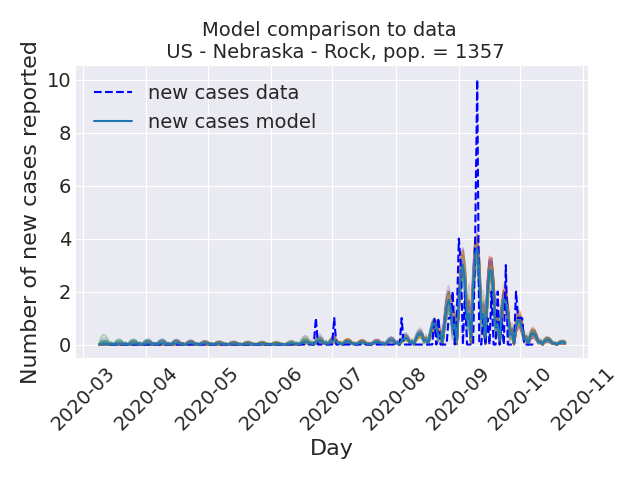 Model comparison to data
US - Nebraska - Rock, pop. = 1357
Number of new cases reported
10
8
6
4
2
0
new cases data
new cases model
2020-03
2020-04
2020-05
2020-06
2020-07
2020-08
2020-09
2020-10
2020-11
Day